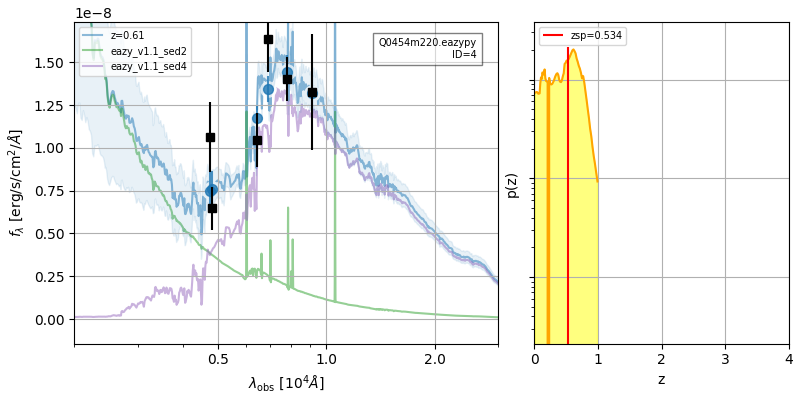 1e−8
z=0.61
eazy_v1.1_sed2
eazy_v1.1_sed4
Q0454m220.eazypy
ID=4
f_λ [erg/s/cm²/Å]
1.50
1.25
1.00
0.75
0.50
0.25
0.00
0.5
1.0
2.0
λ_obs [10⁴Å]
zsp=0.534
p(z)
0
1
2
3
4
z